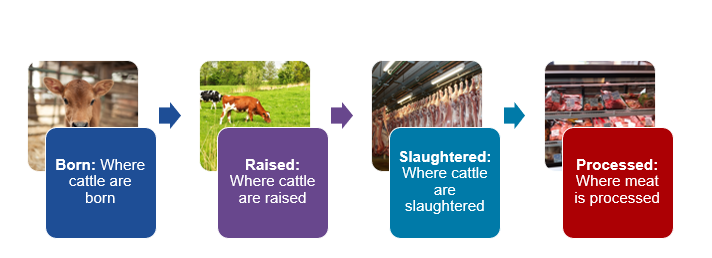 Born: Where
cattle are
born
Raised:
Where cattle
are raised
Slaughtered:
Where cattle
are
slaughtered
Processed:
Where meat
is processed